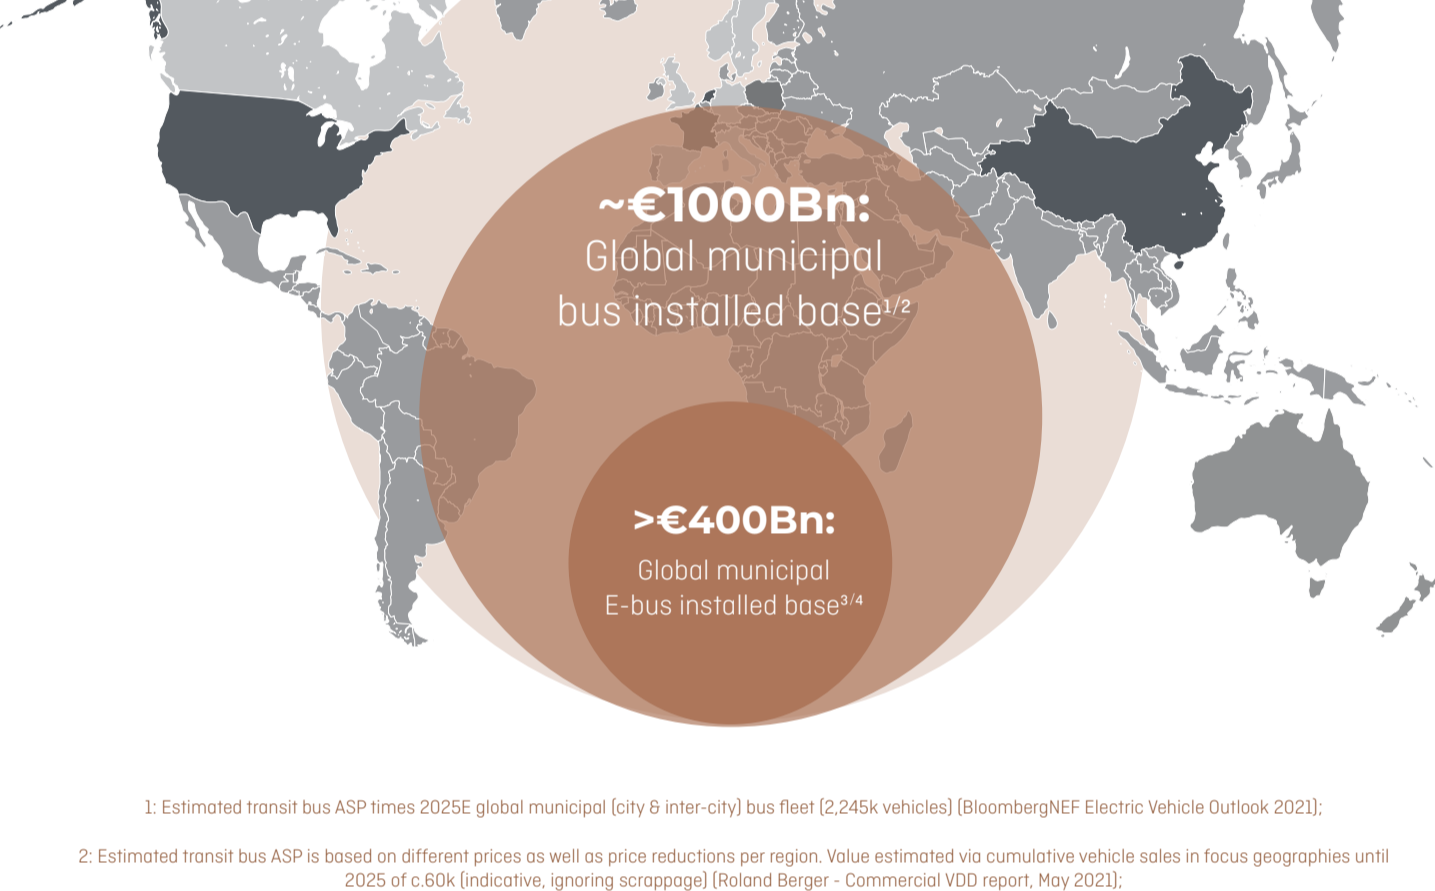 ~€1000Bn:
Global municipal
bus installed base¹/²
>€400Bn:
Global municipal
E-bus installed base³/⁴
1: Estimated transit bus ASP times 2025E global municipal (city & inter-city) bus fleet (2,245k vehicles) (BloombergNEF Electric Vehicle Outlook 2021);
2: Estimated transit bus ASP is based on different prices as well as price reductions per region. Value estimated via cumulative vehicle sales in focus geographies until
2025 of c.60k (indicative, ignoring scrappage) (Roland Berger - Commercial VDD report, May 2021);